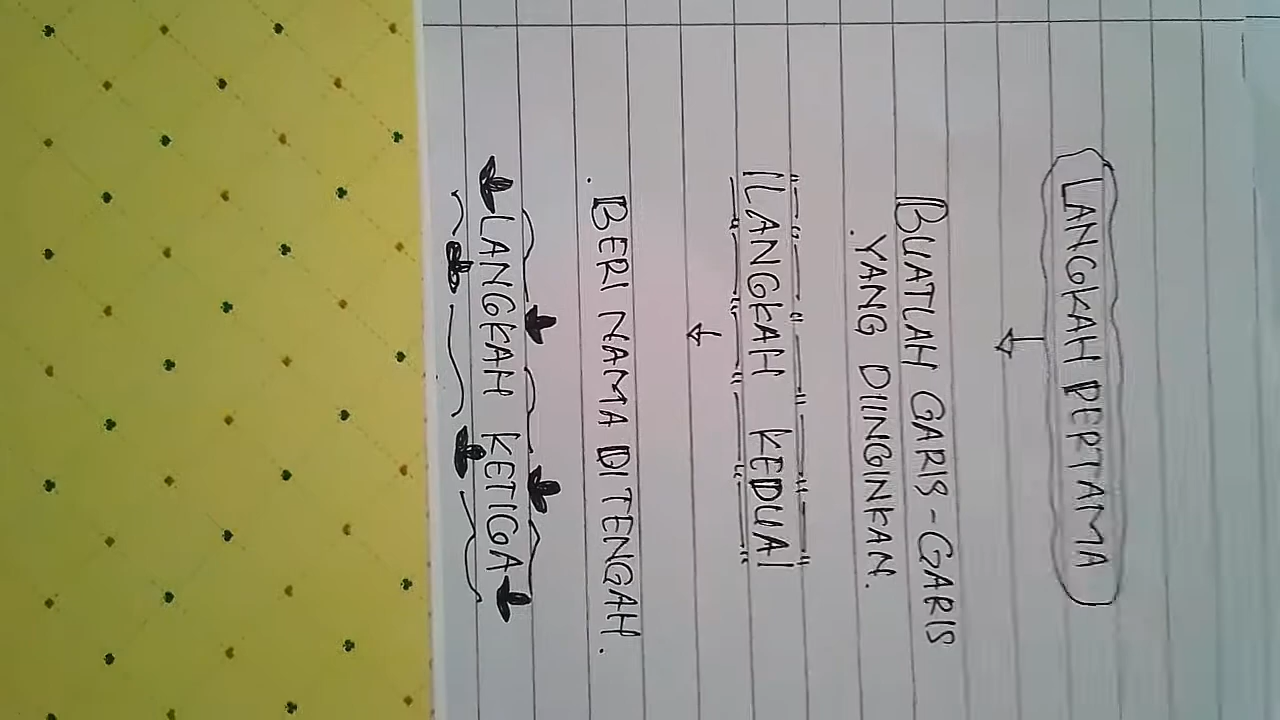 LANGKAH PERTAMA
BUATLAH GARIS-GARIS
YANG DIINGINKAN.
LANGKAH KEDUA
BERI NAMA DI TENGAH.
LANGKAH KETIGA